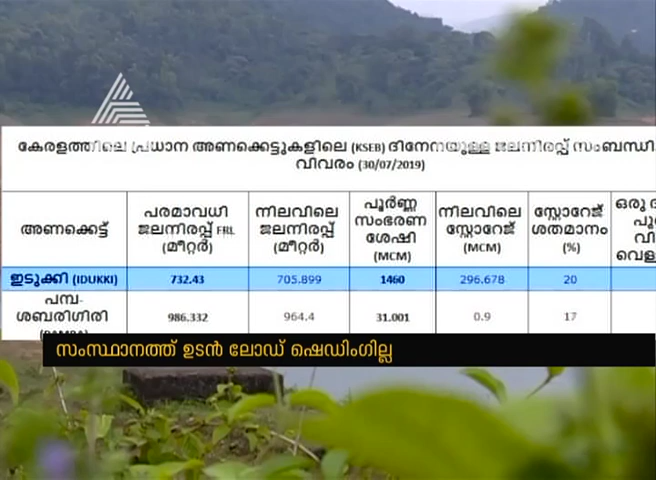 കേരളത്തിലെ പ്രധാന അണക്കെട്ടുകളിലെ (KSEB) ദിനേനയുള്ള ജലനിരപ്പ് സംബന്ധി
വിവരം (30/07/2019)
അണക്കെട്ട് പരമാവധി ജലനിരപ്പ് FRL (മീറ്റർ) നിലവിലെ ജലനിരപ്പ് (മീറ്റർ) പൂർണ്ണ സംഭരണ ശേഷി (MCM) നിലവിലെ സ്റ്റോറേജ് (MCM) സ്റ്റോറേജ് ശതമാനം (%) ഒരു
ഇടുക്കി (IDUKKI) 732.43 705.899 1460 296.678 20
പമ്പ-ശബരിഗിരി 986.332 964.4 31.001 0.9 17
സംസ്ഥാനത്ത് ഉടൻ ലോഡ് ഷെഡിംഗില്ല